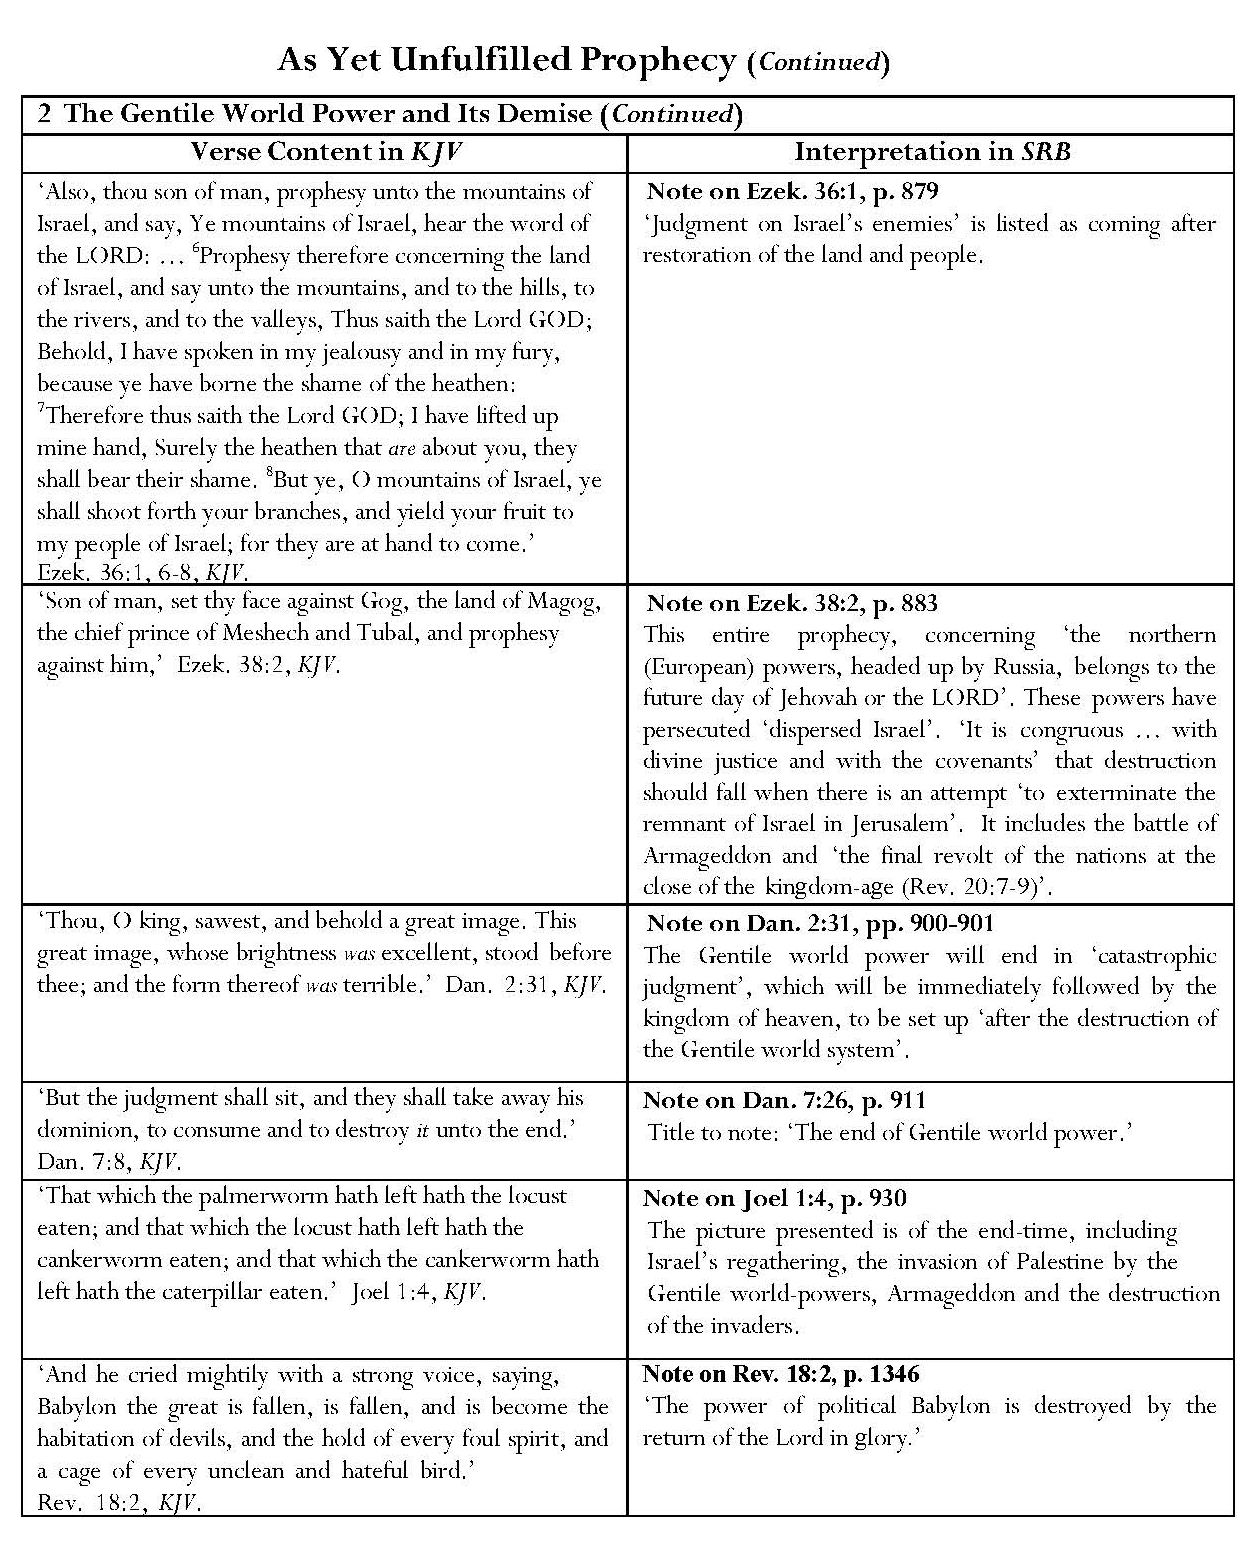 As Yet Unfulfilled Prophecy (Continued)
2 The Gentile World Power and Its Demise (Continued)
Verse Content in KJV
Interpretation in SRB
‘Also, thou son of man, prophesy unto the mountains of
Israel, and say, Ye mountains of Israel, hear the word of
the LORD: … ⁶Prophesy therefore concerning the land
of Israel, and say unto the mountains, and to the hills, to
the rivers, and to the valleys, Thus saith the Lord GOD;
Behold, I have spoken in my jealousy and in my fury,
because ye have borne the shame of the heathen:
⁷Therefore thus saith the Lord GOD; I have lifted up
mine hand, Surely the heathen that are about you, they
shall bear their shame. ⁸But ye, O mountains of Israel, ye
shall shoot forth your branches, and yield your fruit to
my people of Israel; for they are at hand to come.’
Ezek. 36:1, 6-8, KJV.
Note on Ezek. 36:1, p. 879
‘Judgment on Israel’s enemies’ is listed as coming after
restoration of the land and people.
‘Son of man, set thy face against Gog, the land of Magog,
the chief prince of Meshech and Tubal, and prophesy
against him,’ Ezek. 38:2, KJV.
Note on Ezek. 38:2, p. 883
This entire prophecy, concerning ‘the northern
(European) powers, headed up by Russia, belongs to the
future day of Jehovah or the LORD’. These powers have
persecuted ‘dispersed Israel’. ‘It is congruous … with
divine justice and with the covenants’ that destruction
should fall when there is an attempt ‘to exterminate the
remnant of Israel in Jerusalem’. It includes the battle of
Armageddon and ‘the final revolt of the nations at the
close of the kingdom-age (Rev. 20:7-9)’.
‘Thou, O king, sawest, and behold a great image. This
great image, whose brightness was excellent, stood before
thee; and the form thereof was terrible.’ Dan. 2:31, KJV.
Note on Dan. 2:31, pp. 900-901
The Gentile world power will end in ‘catastrophic
judgment’, which will be immediately followed by the
kingdom of heaven, to be set up ‘after the destruction of
the Gentile world system’.
‘But the judgment shall sit, and they shall take away his
dominion, to consume and to destroy it unto the end.’
Dan. 7:8, KJV.
Note on Dan. 7:26, p. 911
Title to note: ‘The end of Gentile world power.’
‘That which the palmerworm hath left hath the locust
eaten; and that which the locust hath left hath the
cankerworm eaten; and that which the cankerworm hath
left hath the caterpillar eaten.’ Joel 1:4, KJV.
Note on Joel 1:4, p. 930
The picture presented is of the end-time, including
Israel’s regathering, the invasion of Palestine by the
Gentile world-powers, Armageddon and the destruction
of the invaders.
‘And he cried mightily with a strong voice, saying,
Babylon the great is fallen, is fallen, and is become the
habitation of devils, and the hold of every foul spirit, and
a cage of every unclean and hateful bird.’
Rev. 18:2, KJV.
Note on Rev. 18:2, p. 1346
‘The power of political Babylon is destroyed by the
return of the Lord in glory.’